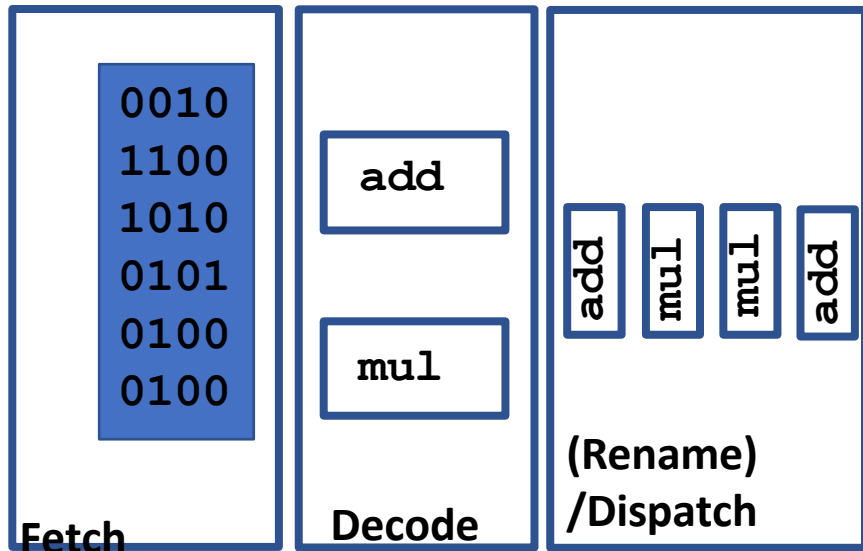 0010
1100
1010
0101
0100
0100
Fetch
add
mul
Decode
add
mul
mul
add
(Rename)
/Dispatch